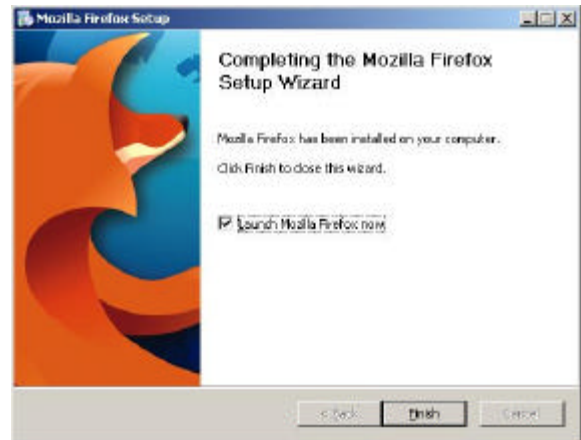 Mozilla Firefox Setup
Completing the Mozilla Firefox
Setup Wizard
Mozilla Firefox has been installed on your computer.
Click Finish to close this wizard.
Launch Mozilla Firefox now
< Back
Finish
Cancel